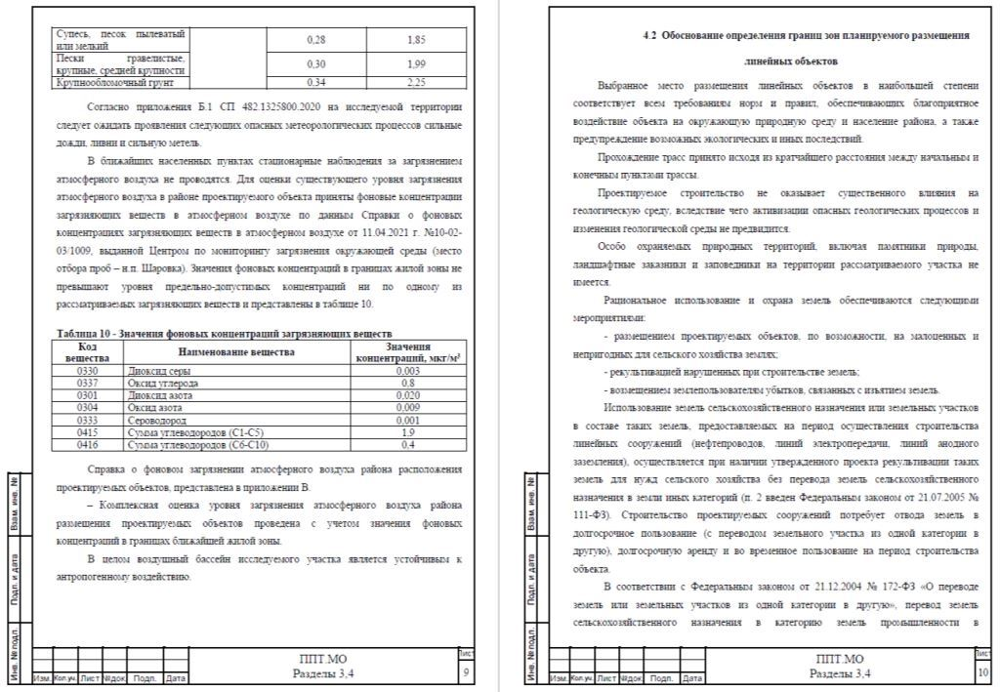 Супесь, песок пылеватый или мелкий 0,28 1,85
Пески гравелистые, крупные, средней крупности 0,30 1,99
Крупнообломочный грунт 0,34 2,25
Согласно приложения Б.1 СП 482.1325800.2020 на исследуемой территории
следует ожидать проявления следующих опасных метеорологических процессов сильные
дожди, ливни и сильную метель.
В ближайших населенных пунктах стационарные наблюдения за загрязнением
атмосферного воздуха не проводятся. Для оценки существующего уровня загрязнения
атмосферного воздуха в районе проектируемого объекта приняты фоновые концентрации
загрязняющих веществ в атмосферном воздухе по данным Справки о фоновых
концентрациях загрязняющих веществ в атмосферном воздухе от 11.04.2021 г. №10-02-
03/1009, выданной Центром по мониторингу загрязнения окружающей среды (место
отбора проб – н.п. Шаровка). Значения фоновых концентраций в границах жилой зоны не
превышают уровня предельно-допустимых концентраций ни по одному из
рассматриваемых загрязняющих веществ и представлены в таблице 10.
Таблица 10 - Значения фоновых концентраций загрязняющих веществ
Код вещества Наименование вещества Значения концентраций, мкг/м³
0330 Диоксид серы 0,003
0337 Оксид углерода 0,8
0301 Диоксид азота 0,020
0304 Оксид азота 0,009
0333 Сероводород 0,001
0415 Сумма углеводородов (С1-С5) 1,9
0416 Сумма углеводородов (С6-С10) 0,4
Справка о фоновом загрязнении атмосферного воздуха района расположения
проектируемых объектов, представлена в приложении В.
– Комплексная оценка уровня загрязнения атмосферного воздуха района
размещения проектируемых объектов проведена с учетом значения фоновых
концентраций в границах ближайшей жилой зоны.
В целом воздушный бассейн исследуемого участка является устойчивым к
антропогенному воздействию.
Взам. инв. №
Подп. и дата
Инв. № подл.
Изм. Кол.уч. Лист №док. Подп. Дата
ППТ.МО
Разделы 3,4
Лист
9
4.2 Обоснование определения границ зон планируемого размещения
линейных объектов
Выбранное место размещения линейных объектов в наибольшей степени
соответствует всем требованиям норм и правил, обеспечивающих благоприятное
воздействие объекта на окружающую природную среду и население района, а также
предупреждение возможных экологических и иных последствий.
Прохождение трасс принято исходя из кратчайшего расстояния между начальным и
конечным пунктами трассы.
Проектируемое строительство не оказывает существенного влияния на
геологическую среду, вследствие чего активизации опасных геологических процессов и
изменения геологической среды не предвидится.
Особо охраняемых природных территорий, включая памятники природы,
ландшафтные заказники и заповедники на территории рассматриваемого участка не
имеется.
Рациональное использование и охрана земель обеспечиваются следующими
мероприятиями:
- размещением проектируемых объектов, по возможности, на малоценных и
непригодных для сельского хозяйства землях;
- рекультивацией нарушенных при строительстве земель;
- возмещением землепользователям убытков, связанных с изъятием земель.
Использование земель сельскохозяйственного назначения или земельных участков
в составе таких земель, предоставляемых на период осуществления строительства
линейных сооружений (нефтепроводов, линий электропередачи, линий анодного
заземления), осуществляется при наличии утвержденного проекта рекультивации таких
земель для нужд сельского хозяйства без перевода земель сельскохозяйственного
назначения в земли иных категорий (п. 2 введен Федеральным законом от 21.07.2005 №
111-ФЗ). Строительство проектируемых сооружений потребует отвода земель в
долгосрочное пользование (с переводом земельного участка из одной категории в
другую), долгосрочную аренду и во временное пользование на период строительства
объекта.
В соответствии с Федеральным законом от 21.12.2004 № 172-ФЗ «О переводе
земель или земельных участков из одной категории в другую», перевод земель
сельскохозяйственного назначения в категорию земель промышленности в
Взам. инв. №
Подп. и дата
Инв. № подл.
Изм. Кол.уч. Лист №док. Подп. Дата
ППТ.МО
Разделы 3,4
Лист
10